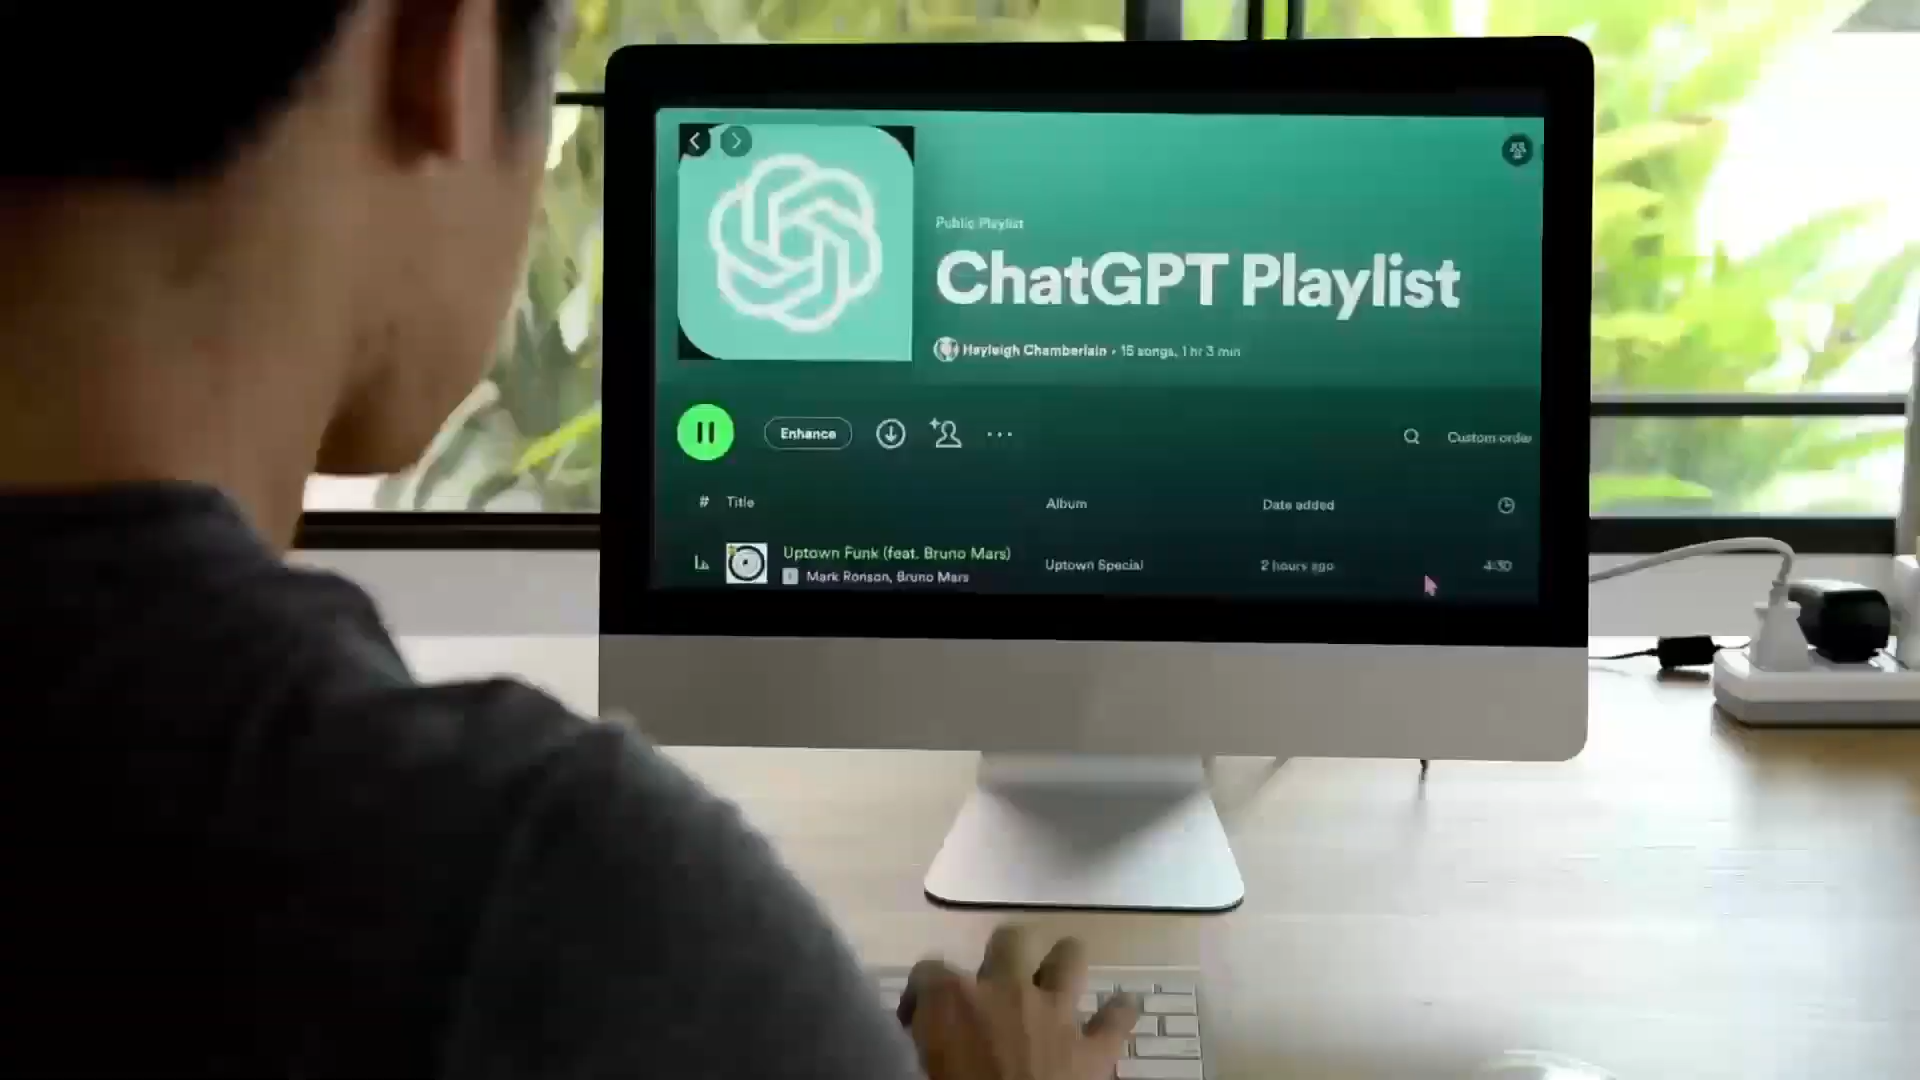 Public Playlist
ChatGPT Playlist
Hayleigh Chamberlain • 15 songs, 1 hr 3 min
Enhance
Custom order
# Title Album Date added
Uptown Funk (feat. Bruno Mars) Uptown Special 2 hours ago 4:30
E Mark Ronson, Bruno Mars